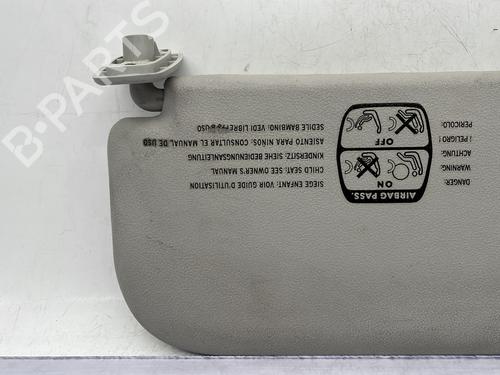 DANGER:
WARNING:
ACHTUNG:
¡ PELIGRO !
PERICOLO:
AIRBAG PASS.
ON
OFF
SIEGE ENFANT: VOIR GUIDE D'UTILISATION
CHILD SEAT: SEE OWNER'S MANUAL
KINDERSITZ: SIEHE BEDIENUNGSANLEITUNG
ASIENTO PARA NIÑOS: CONSULTAR EL MANUAL DE USO
SEDILE BAMBINO: VEDI LIBRETTO USO
B-PARTS